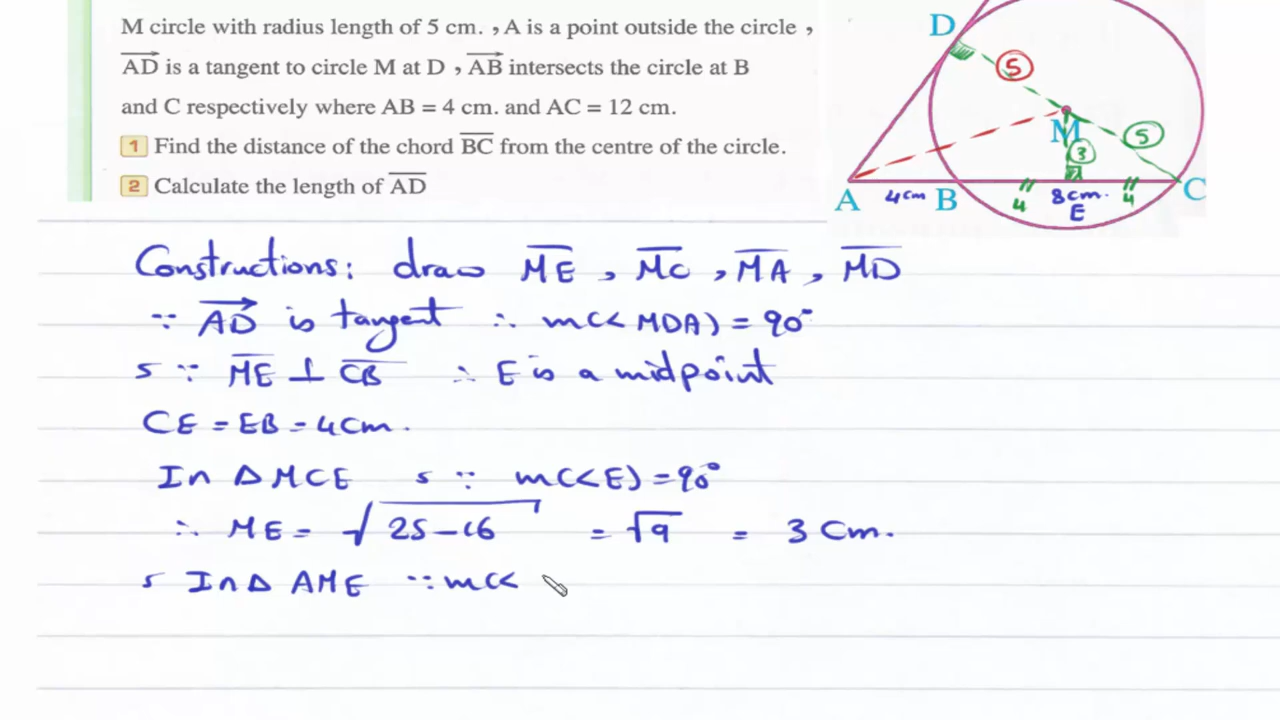 M circle with radius length of 5 cm. , A is a point outside the circle ,
AD is a tangent to circle M at D , AB intersects the circle at B
and C respectively where AB = 4 cm. and AC = 12 cm.
1 Find the distance of the chord BC from the centre of the circle.
2 Calculate the length of AD
D
5
M
5
3
A
4cm
B
4
8cm.
4
C
E
Constructions: draw ME , MC , MA , MD
∵ AD is tangent ∴ m(< MDA) = 90°
, ∵ ME ⊥ CB ∴ E is a midpoint
CE = EB = 4cm.
In Δ MCE , ∵ m(<E) = 90°
∴ ME = √25-16 = √9 = 3 cm.
, In Δ AME ∵ m(<